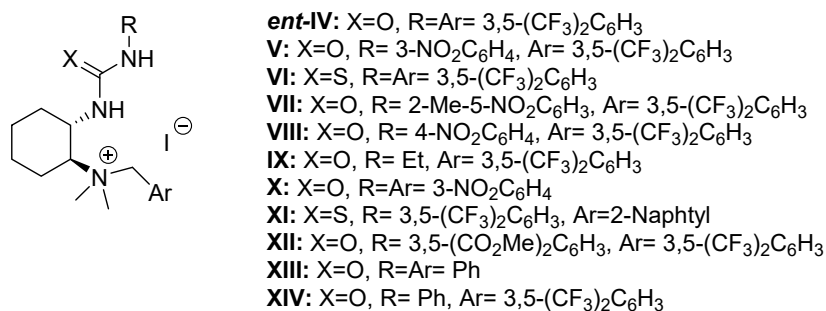 R
X
NH
NH
I ⊖
⊕
N
Ar
ent-IV: X=O, R=Ar= 3,5-(CF3)2C6H3
V: X=O, R= 3-NO2C6H4, Ar= 3,5-(CF3)2C6H3
VI: X=S, R=Ar= 3,5-(CF3)2C6H3
VII: X=O, R= 2-Me-5-NO2C6H3, Ar= 3,5-(CF3)2C6H3
VIII: X=O, R= 4-NO2C6H4, Ar= 3,5-(CF3)2C6H3
IX: X=O, R= Et, Ar= 3,5-(CF3)2C6H3
X: X=O, R=Ar= 3-NO2C6H4
XI: X=S, R= 3,5-(CF3)2C6H3, Ar=2-Naphtyl
XII: X=O, R= 3,5-(CO2Me)2C6H3, Ar= 3,5-(CF3)2C6H3
XIII: X=O, R=Ar= Ph
XIV: X=O, R= Ph, Ar= 3,5-(CF3)2C6H3